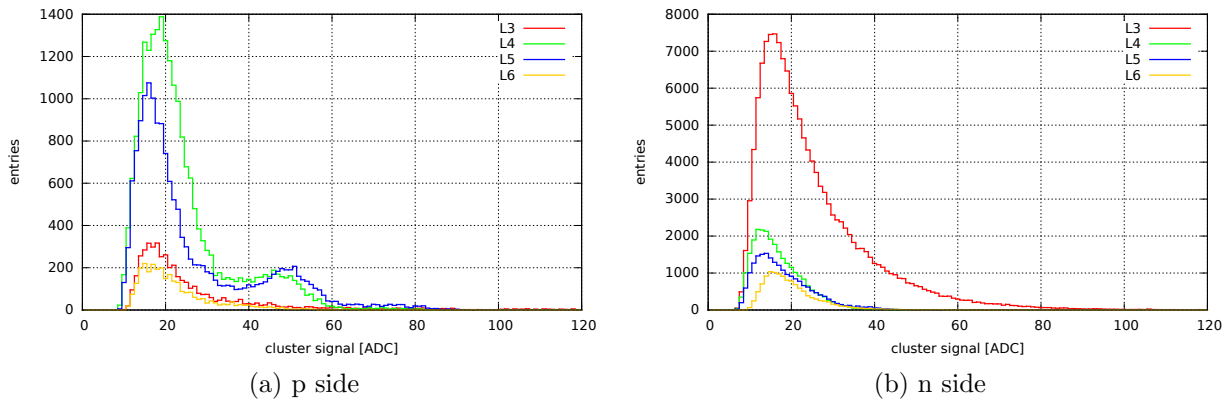 1400
1200
1000
800
600
400
200
0
entries
0 20 40 60 80 100 120
cluster signal [ADC]
L3
L4
L5
L6
(a) p side
8000
7000
6000
5000
4000
3000
2000
1000
0
entries
0 20 40 60 80 100 120
cluster signal [ADC]
L3
L4
L5
L6
(b) n side